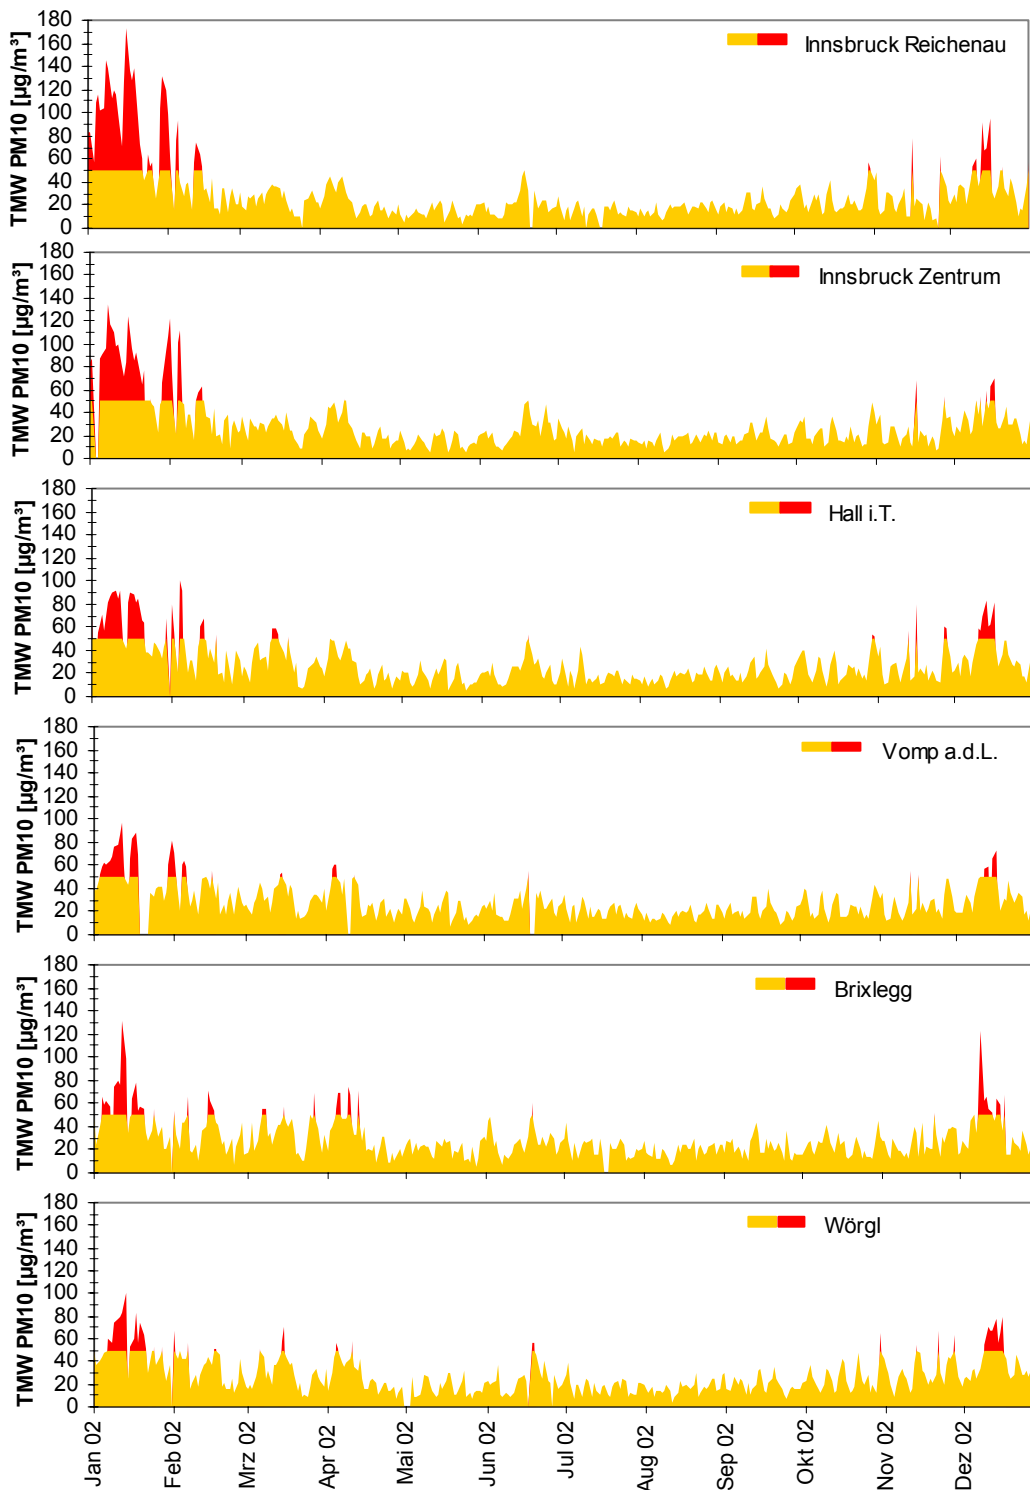 TMW PM10 [µg/m³]
180
160
140
120
100
80
60
40
20
0
Innsbruck Reichenau
TMW PM10 [µg/m³]
180
160
140
120
100
80
60
40
20
0
Innsbruck Zentrum
TMW PM10 [µg/m³]
180
160
140
120
100
80
60
40
20
0
Hall i.T.
TMW PM10 [µg/m³]
180
160
140
120
100
80
60
40
20
0
Vomp a.d.L.
TMW PM10 [µg/m³]
180
160
140
120
100
80
60
40
20
0
Brixlegg
TMW PM10 [µg/m³]
180
160
140
120
100
80
60
40
20
0
Wörgl
Jan 02
Feb 02
Mrz 02
Apr 02
Mai 02
Jun 02
Jul 02
Aug 02
Sep 02
Okt 02
Nov 02
Dez 02